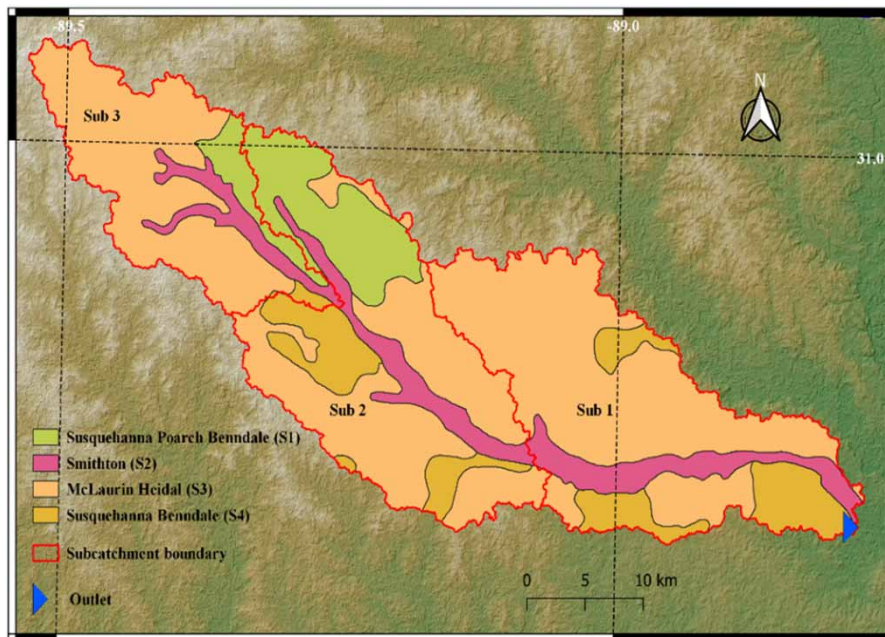 -89.5
-89.0
N
Sub 3
31.0
Sub 2
Sub 1
Susquehanna Poarch Benndale (S1)
Smithton (S2)
McLaurin Heidal (S3)
Susquehanna Benndale (S4)
Subcatchment boundary
Outlet
0 5 10 km